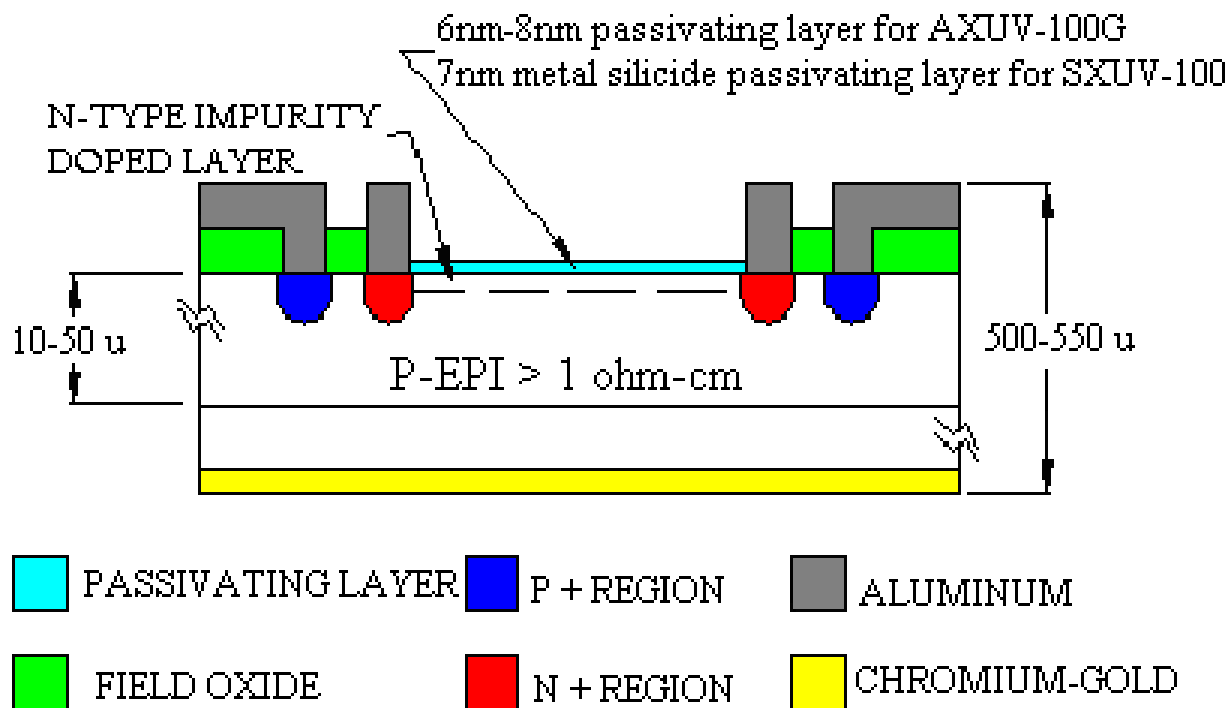 6nm-8nm passivating layer for AXUV-100G
7nm metal silicide passivating layer for SXUV-100
N-TYPE IMPURITY
DOPED LAYER
10-50 u
500-550 u
P-EPI > 1 ohm-cm
PASSIVATING LAYER
P + REGION
ALUMINUM
FIELD OXIDE
N + REGION
CHROMIUM-GOLD